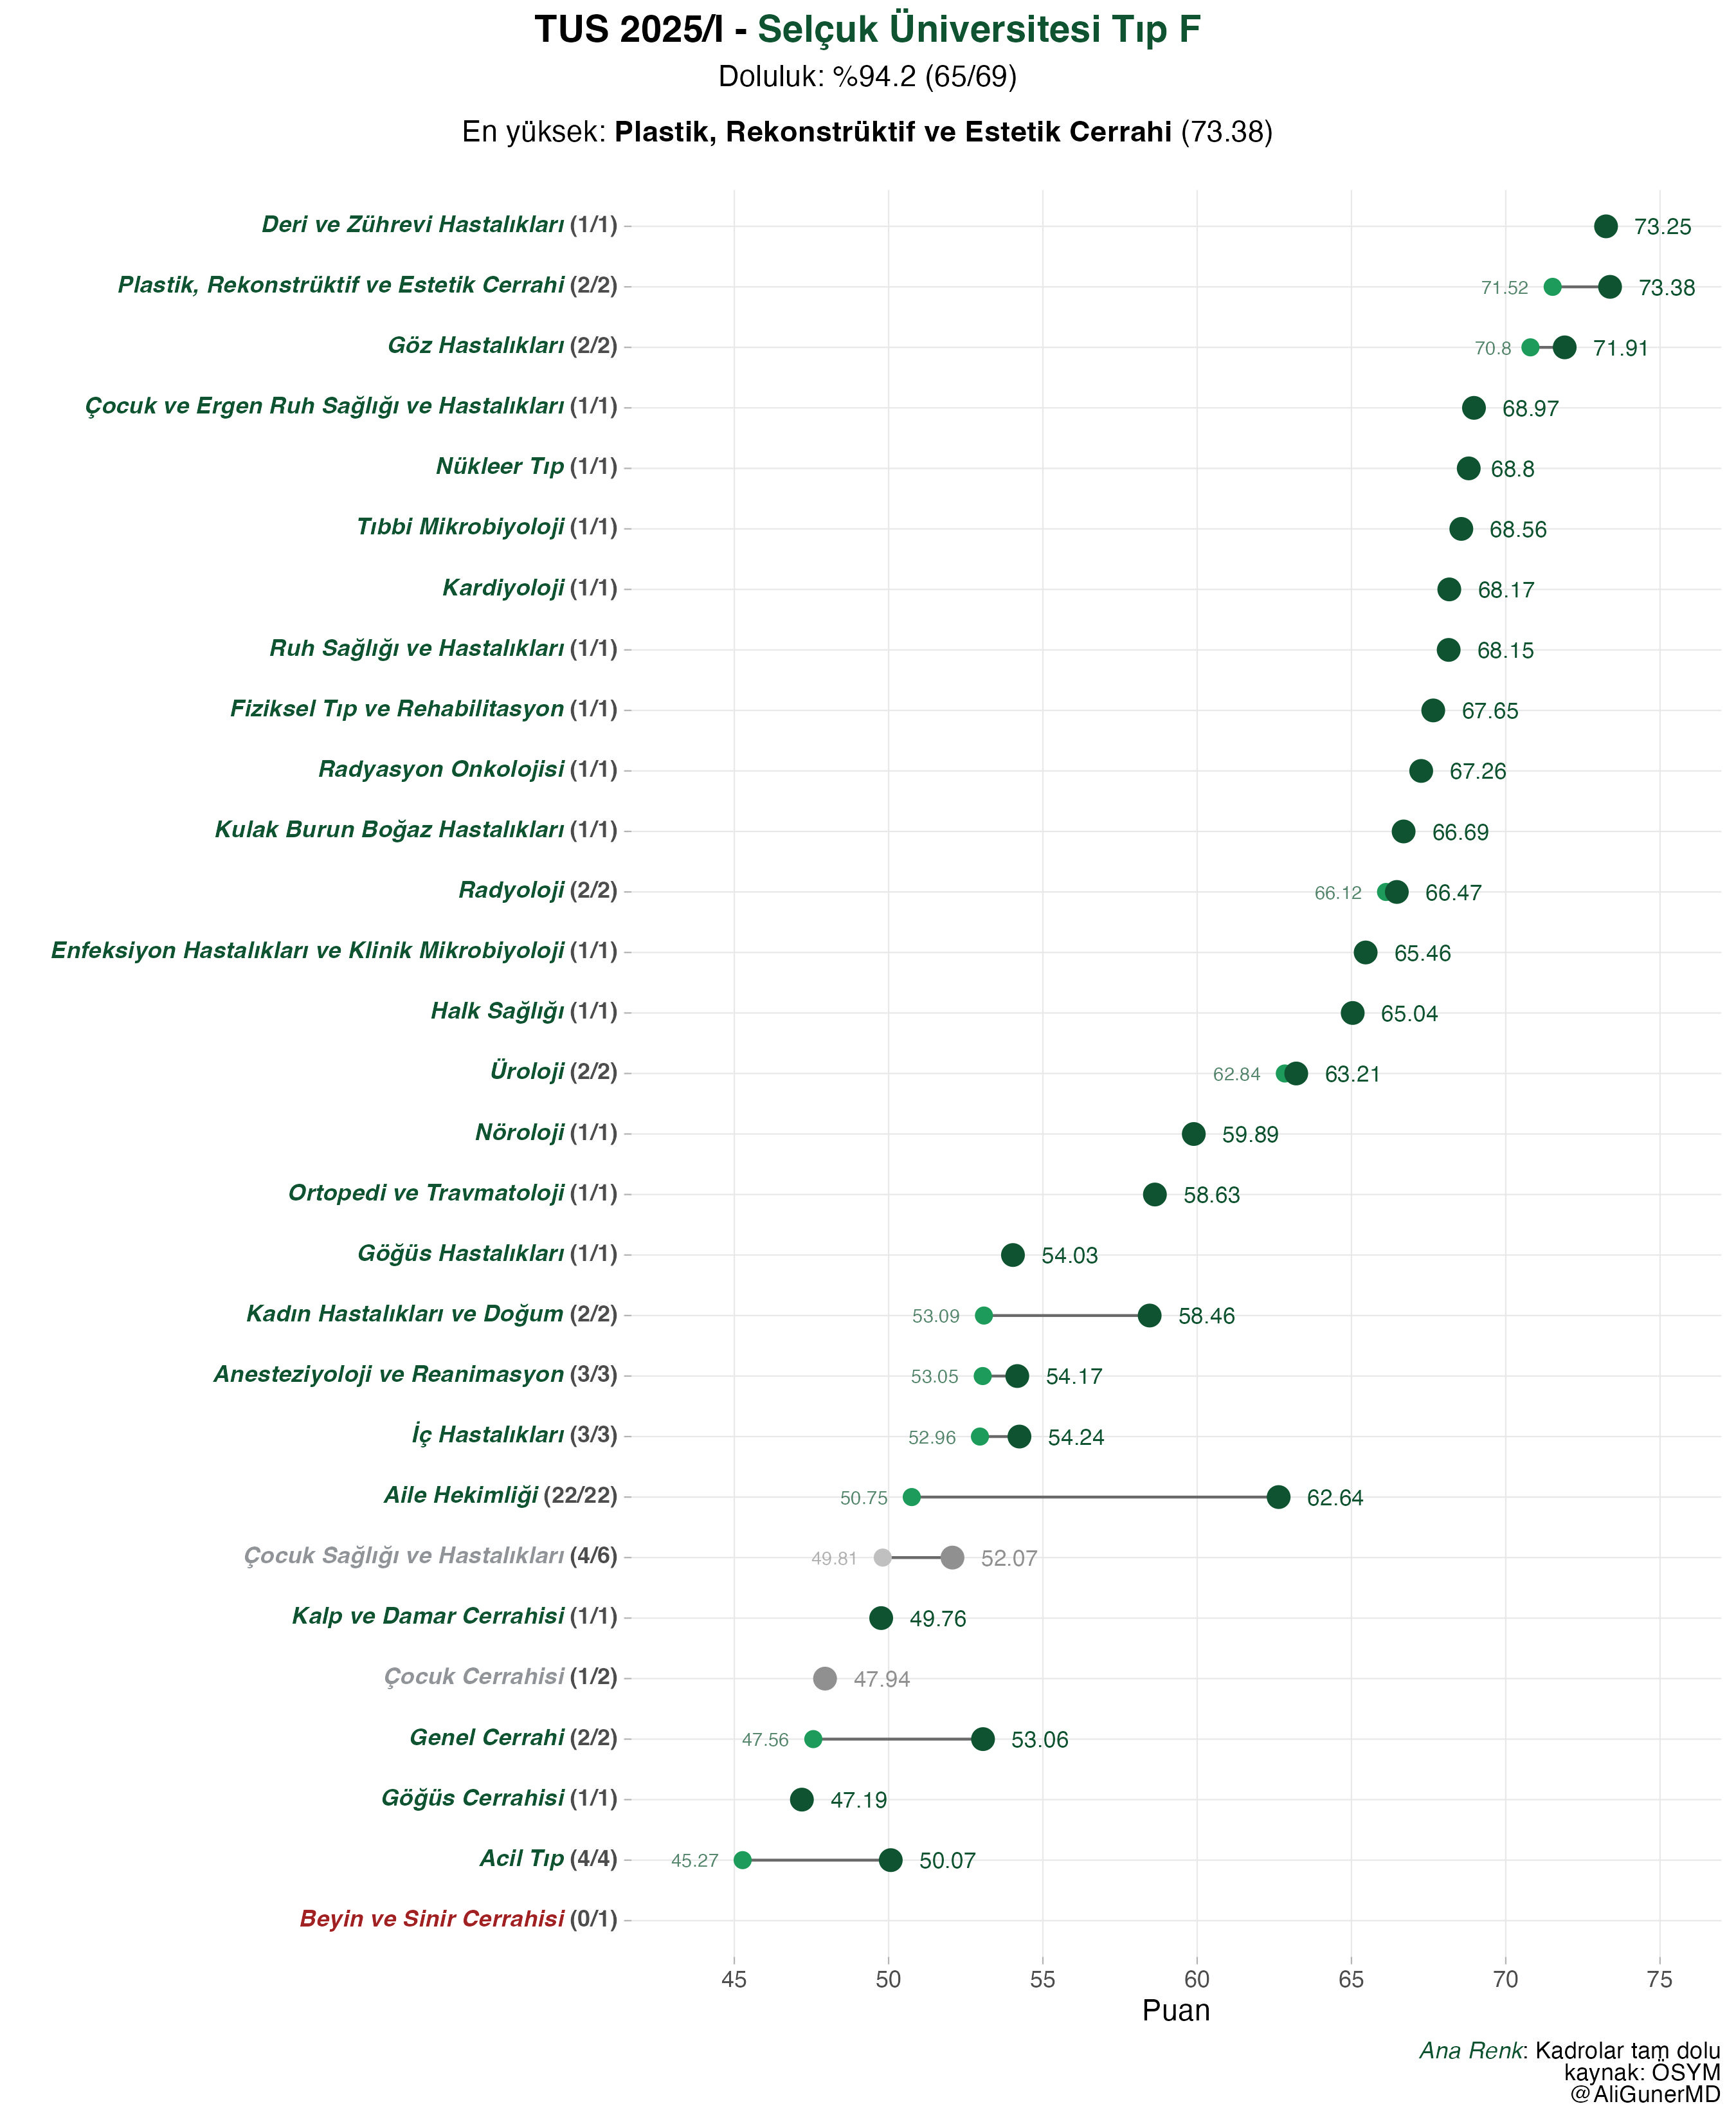 TUS 2025/I - Selçuk Üniversitesi Tıp F
Doluluk: %94.2 (65/69)
En yüksek: Plastik, Rekonstrüktif ve Estetik Cerrahi (73.38)
Deri ve Zührevi Hastalıkları (1/1) 73.25
Plastik, Rekonstrüktif ve Estetik Cerrahi (2/2) 71.52 73.38
Göz Hastalıkları (2/2) 70.8 71.91
Çocuk ve Ergen Ruh Sağlığı ve Hastalıkları (1/1) 68.97
Nükleer Tıp (1/1) 68.8
Tıbbi Mikrobiyoloji (1/1) 68.56
Kardiyoloji (1/1) 68.17
Ruh Sağlığı ve Hastalıkları (1/1) 68.15
Fiziksel Tıp ve Rehabilitasyon (1/1) 67.65
Radyasyon Onkolojisi (1/1) 67.26
Kulak Burun Boğaz Hastalıkları (1/1) 66.69
Radyoloji (2/2) 66.12 66.47
Enfeksiyon Hastalıkları ve Klinik Mikrobiyoloji (1/1) 65.46
Halk Sağlığı (1/1) 65.04
Üroloji (2/2) 62.84 63.21
Nöroloji (1/1) 59.89
Ortopedi ve Travmatoloji (1/1) 58.63
Göğüs Hastalıkları (1/1) 54.03
Kadın Hastalıkları ve Doğum (2/2) 53.09 58.46
Anesteziyoloji ve Reanimasyon (3/3) 53.05 54.17
İç Hastalıkları (3/3) 52.96 54.24
Aile Hekimliği (22/22) 50.75 62.64
Çocuk Sağlığı ve Hastalıkları (4/6) 49.81 52.07
Kalp ve Damar Cerrahisi (1/1) 49.76
Çocuk Cerrahisi (1/2) 47.94
Genel Cerrahi (2/2) 47.56 53.06
Göğüs Cerrahisi (1/1) 47.19
Acil Tıp (4/4) 45.27 50.07
Beyin ve Sinir Cerrahisi (0/1)
45 50 55 60 65 70 75
Puan
Ana Renk: Kadrolar tam dolu
kaynak: ÖSYM
@AliGunerMD